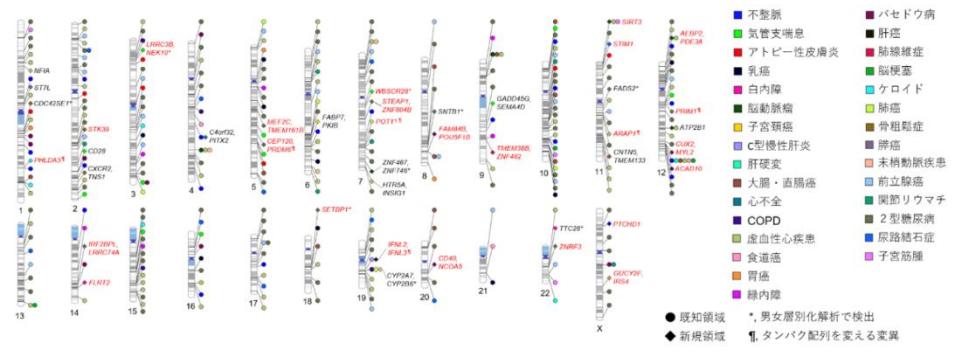 LRRC3B,
NEK10*
NFIA
ST7L
CDC42SE1*
PHLDA3¶
STK39
CD28
CXCR2,
TNS1
C4orf32,
PITX2
MEF2C,
TMEM161B
CEP120,
PRDM6¶
FABP7,
PKIB
WBSCR28*
STEAP1,
ZNF804B
POT1¶
ZNF467,
ZNF746*
HTR5A,
INSIG1
SNTB1*
FAM84B,
POU5F1B
GADD45G,
SEMA4D
TMEM38B,
ZNF462
SIRT3
STIM1
FADS2*
ARAP1¶
CNTN5,
TMEM133
AEBP2,
PDE3A
PRIM1¶
ATP2B1
CUX2,
MYL2
ACAD10
1
2
3
4
5
6
7
8
9
10
11
12
IRF2BPL,
LRRC74A
FLRT2
SETBP1*
IFNL2,
IFNL3¶
CYP2A7,
CYP2B6*
CD40,
NCOA5
TTC28*
ZNRF3
PTCHD1
GUCY2F,
IRS4
13
14
15
16
17
18
19
20
21
22
X
不整脈
気管支喘息
アトピー性皮膚炎
乳癌
白内障
脳動脈瘤
子宮頚癌
C型慢性肝炎
肝硬変
大腸・直腸癌
心不全
COPD
虚血性心疾患
食道癌
胃癌
緑内障
バセドウ病
肝癌
肺線維症
脳梗塞
ケロイド
肺癌
骨粗鬆症
膵癌
末梢動脈疾患
前立腺癌
関節リウマチ
２型糖尿病
尿路結石症
子宮筋腫
既知領域
*, 男女層別化解析で検出
新規領域
¶, タンパク配列を変える変異